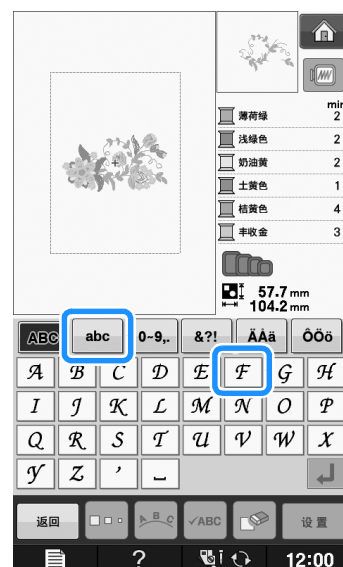 min
薄荷绿 2
浅绿色 2
奶油黄 2
土黄色 1
桔黄色 4
丰收金 3
57.7 mm
104.2 mm
ABC abc 0~9,. &?! ÄÀä ÔÖö
A B C D E F G H
I J K L M N O P
Q R S T U V W X
Y Z ' _
返回 A B C ✓ABC 设置
? 12:00